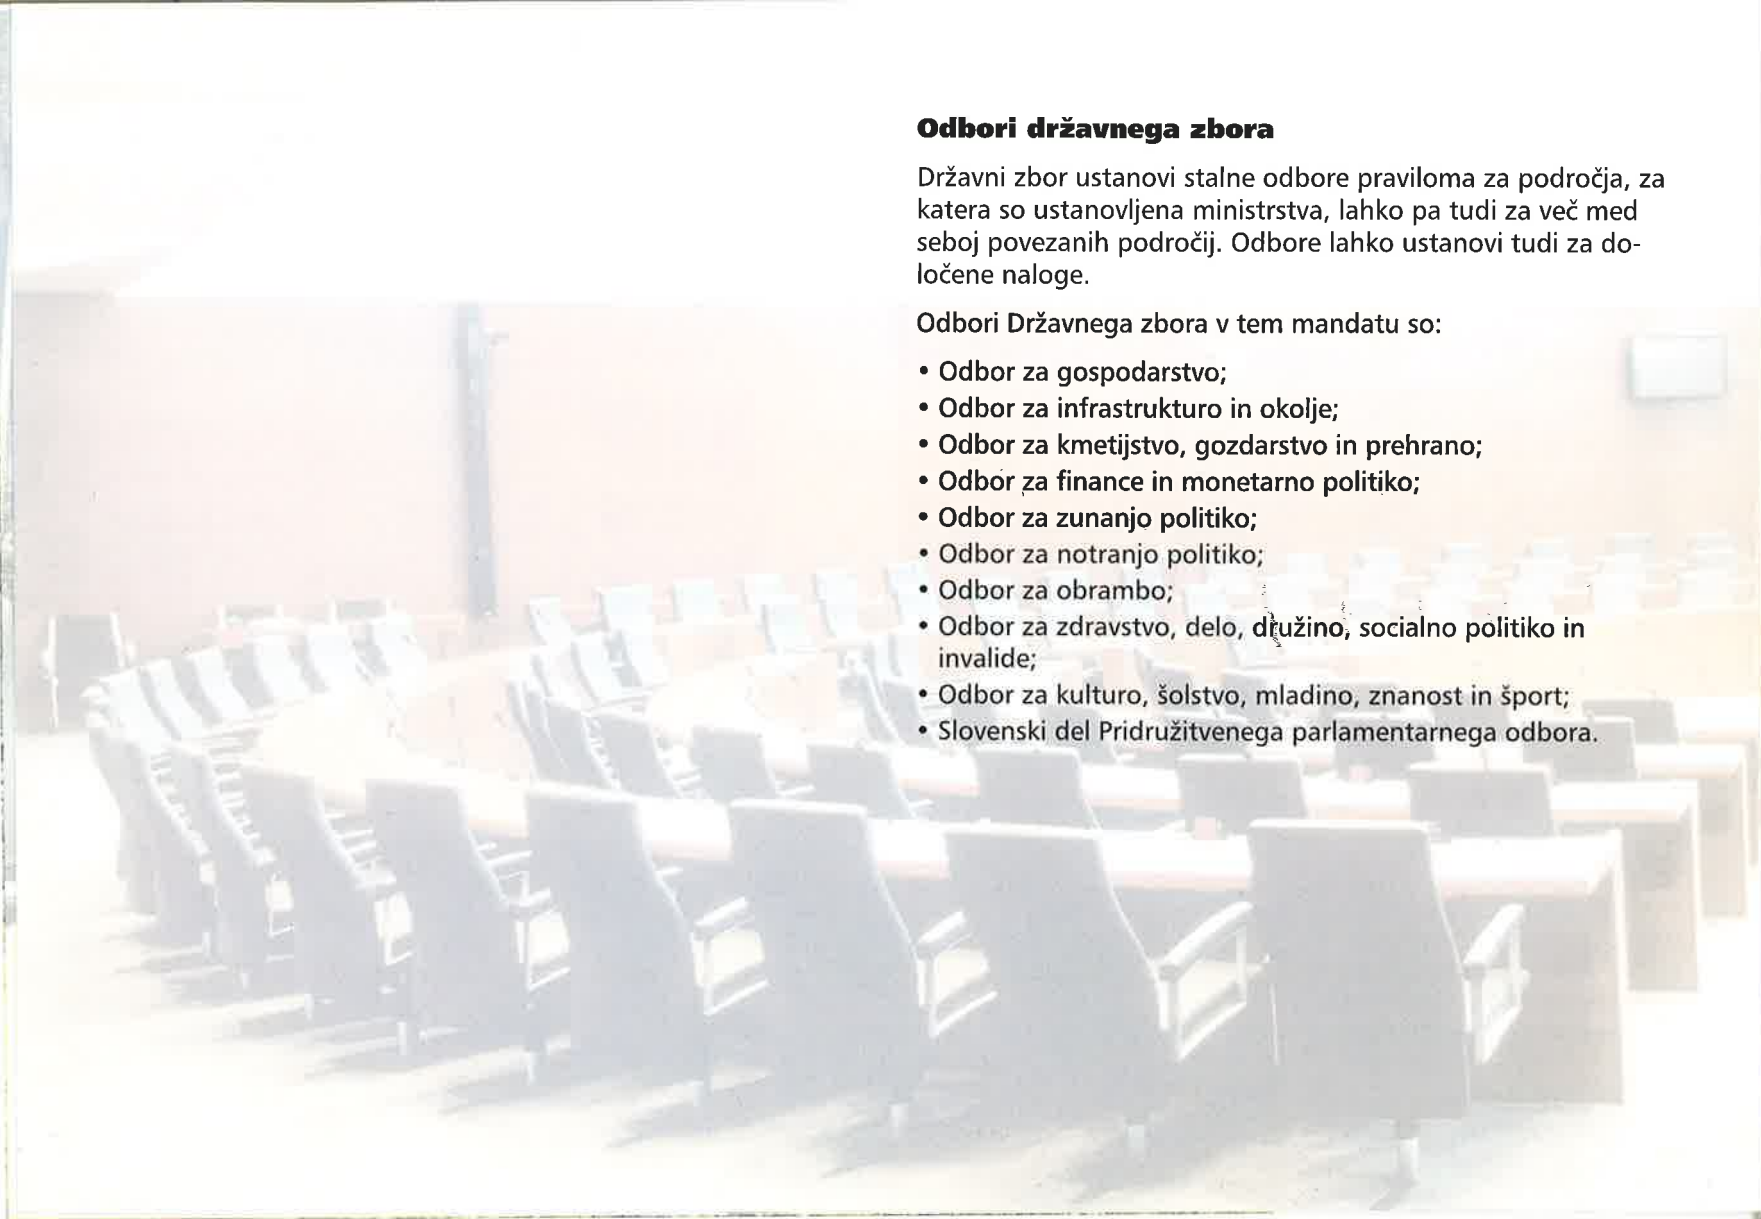 Odbori državnega zbora
Državni zbor ustanovi stalne odbore praviloma za področja, za
katera so ustanovljena ministrstva, lahko pa tudi za več med
seboj povezanih področij. Odbore lahko ustanovi tudi za do-
ločene naloge.
Odbori Državnega zbora v tem mandatu so:
• Odbor za gospodarstvo;
• Odbor za infrastrukturo in okolje;
• Odbor za kmetijstvo, gozdarstvo in prehrano;
• Odbor za finance in monetarno politiko;
• Odbor za zunanjo politiko;
• Odbor za notranjo politiko;
• Odbor za obrambo;
• Odbor za zdravstvo, delo, družino, socialno politiko in
invalide;
• Odbor za kulturo, šolstvo, mladino, znanost in šport;
• Slovenski del Pridružitvenega parlamentarnega odbora.